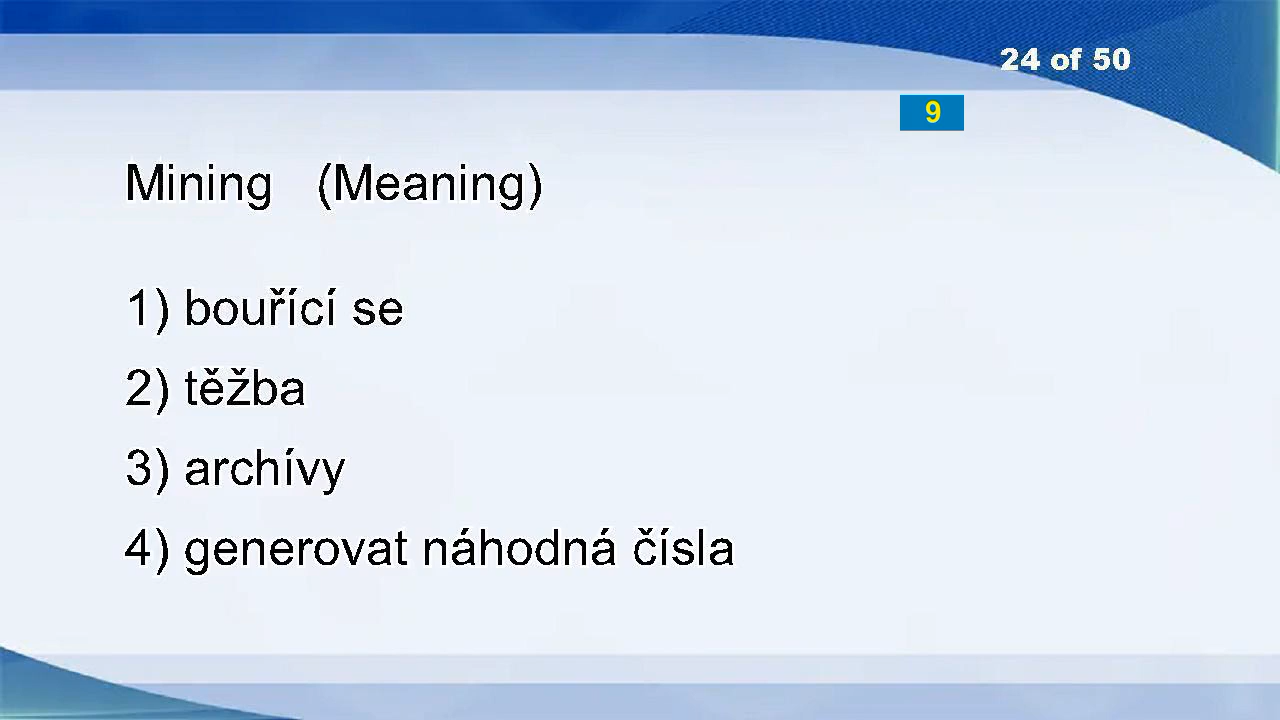 24 of 50
9
Mining (Meaning)
1) bouřící se
2) těžba
3) archívy
4) generovat náhodná čísla